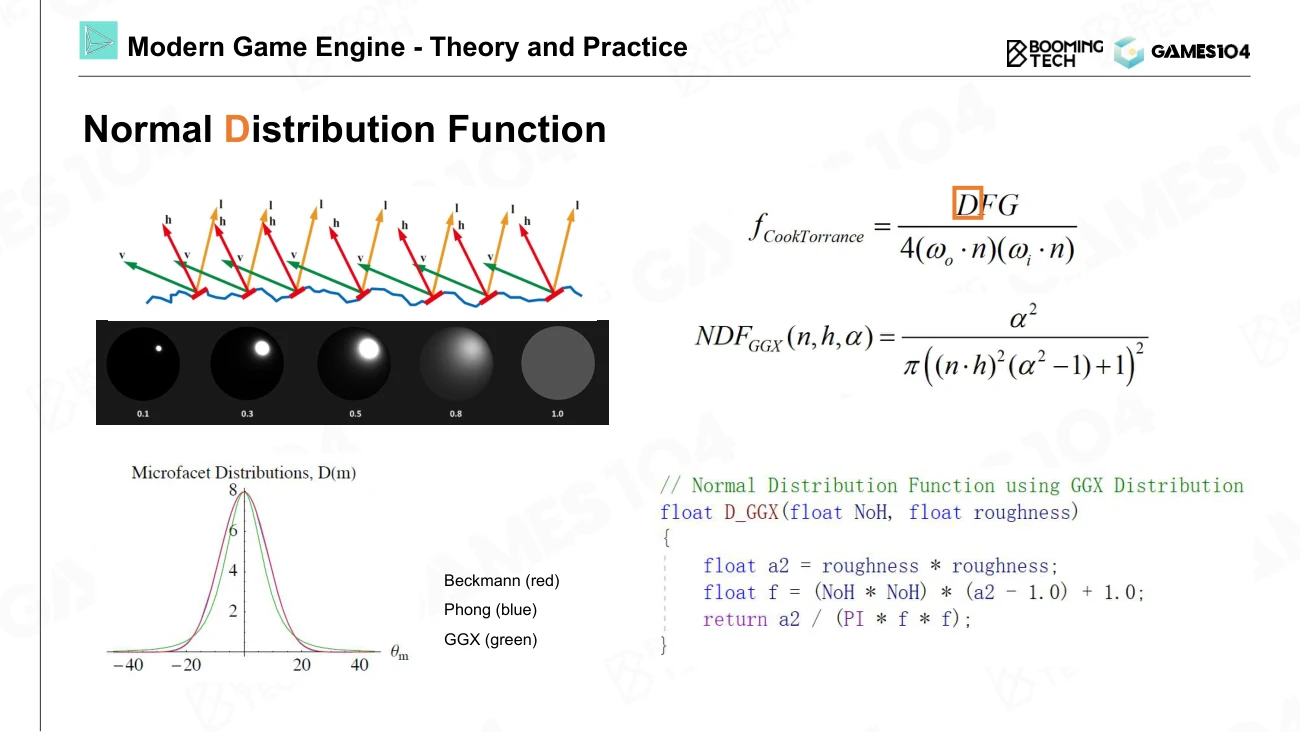 Modern Game Engine - Theory and Practice
BOOMING TECH
GAMES104
Normal Distribution Function
h l h l h l h l h l h l h l
v v v v v v v
0.1 0.3 0.5 0.8 1.0
f_CookTorrance = DFG / 4(ω_o · n)(ω_i · n)
NDF_GGX (n, h, α) = α² / π((n · h)² (α² − 1) + 1)²
Microfacet Distributions, D(m)
8
6
4
2
−40 −20 20 40 θ_m
Beckmann (red)
Phong (blue)
GGX (green)
// Normal Distribution Function using GGX Distribution
float D_GGX(float NoH, float roughness)
{
float a2 = roughness * roughness;
float f = (NoH * NoH) * (a2 - 1.0) + 1.0;
return a2 / (PI * f * f);
}